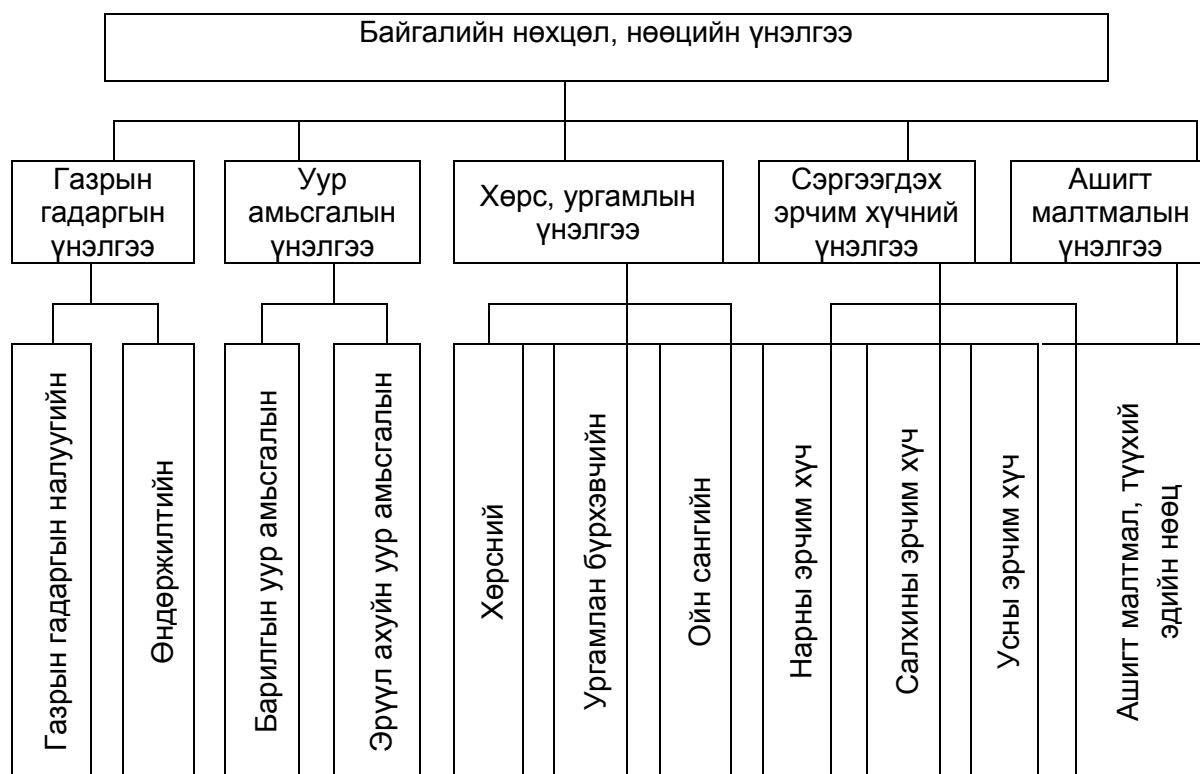 Байгалийн нөхцөл, нөөцийн үнэлгээ
Газрын
гадаргын
үнэлгээ
Уур
амьсгалын
үнэлгээ
Хөрс, ургамлын
үнэлгээ
Сэргээгдэх
эрчим хүчний
үнэлгээ
Ашигт
малтмалын
үнэлгээ
Газрын гадаргын налуугийн
Өндөржилтийн
Барилгын уур амьсгалын
Эрүүл ахуйн уур амьсгалын
Хөрсний
Ургамлан бүрхэвчийн
Ойн сангийн
Нарны эрчим хүч
Салхины эрчим хүч
Усны эрчим хүч
Ашигт малтмал, түүхий
эдийн нөөц